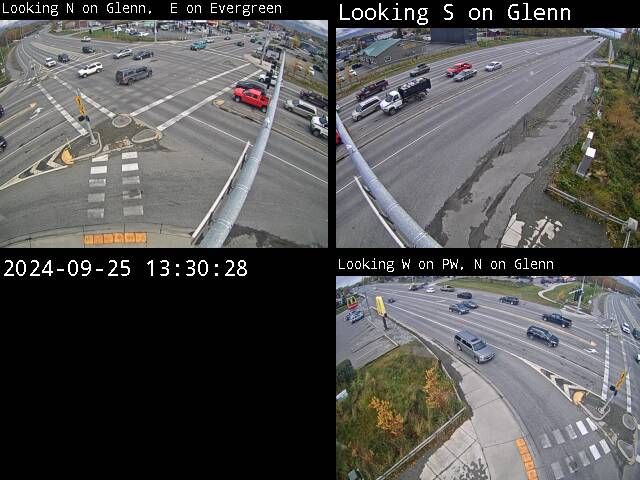 Looking N on Glenn, E on Evergreen
Looking S on Glenn
2024-09-25 13:30:28
Looking W on PW, N on Glenn